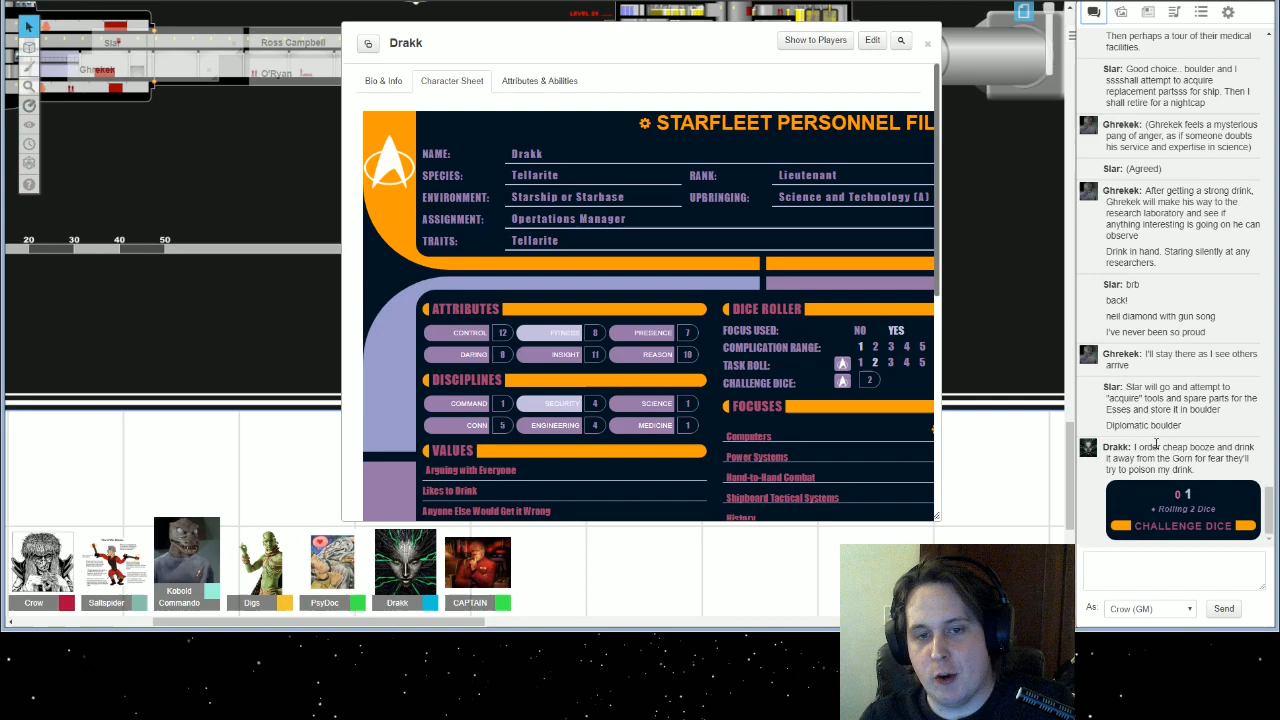 LEVEL 20
Slar
Ross Campbell
Ghrekek
O'Ryan
20 30 40 50
Drakk
Show to Players
Edit
Bio & Info
Character Sheet
Attributes & Abilities
STARFLEET PERSONNEL FIL
NAME: Drakk
SPECIES: Tellarite RANK: Lieutenant
ENVIRONMENT: Starship or Starbase UPBRINGING: Science and Technology (A)
ASSIGNMENT: Opertations Manager
TRAITS: Tellarite
ATTRIBUTES
CONTROL 12 FITNESS 8 PRESENCE 7
DARING 8 INSIGHT 11 REASON 10
DISCIPLINES
COMMAND 1 SECURITY 4 SCIENCE 1
CONN 5 ENGINEERING 4 MEDICINE 1
VALUES
Arguing with Everyone
Likes to Drink
Anyone Else Would Get it Wrong
DICE ROLLER
FOCUS USED: NO YES
COMPLICATION RANGE: 1 2 3 4 5
TASK ROLL: 1 2 3 4 5
CHALLENGE DICE: 2
FOCUSES
Computers
Power Systems
Hand-to-Hand Combat
Shipboard Tactical Systems
History
Then perhaps a tour of their medical
facilities.
Slar: Good choice.. boulder and I
sssshall attempt to acquire
replacement partsss for ship. Then I
shall retire for a nightcap
Ghrekek: (Ghrekek feels a mysterious
pang of anger, as if someone doubts
his service and expertise in science)
Slar: (Agreed)
Ghrekek: After getting a strong drink,
Ghrekek will make his way to the
research laboratory and see if
anything interesting is going on he can
observe
Drink in hand. Staring silently at any
researchers.
Slar: brb
back!
neil diamond with gun song
I've never been so proud
Ghrekek: I'll stay there as I see others
arrive
Slar: Slar will go and attempt to
"acquire" tools and spare parts for the
Esses and store it in boulder
Diplomatic boulder
Drakk: I order cheap booze and drink
it away from the Gorn for fear they'll
try to poison my drink.
0 1
+ Rolling 2 Dice
CHALLENGE DICE
As: Crow (GM) Send
Crow
Saltspider
Kobold
Commando
Digs
PsyDoc
Drakk
CAPTAIN